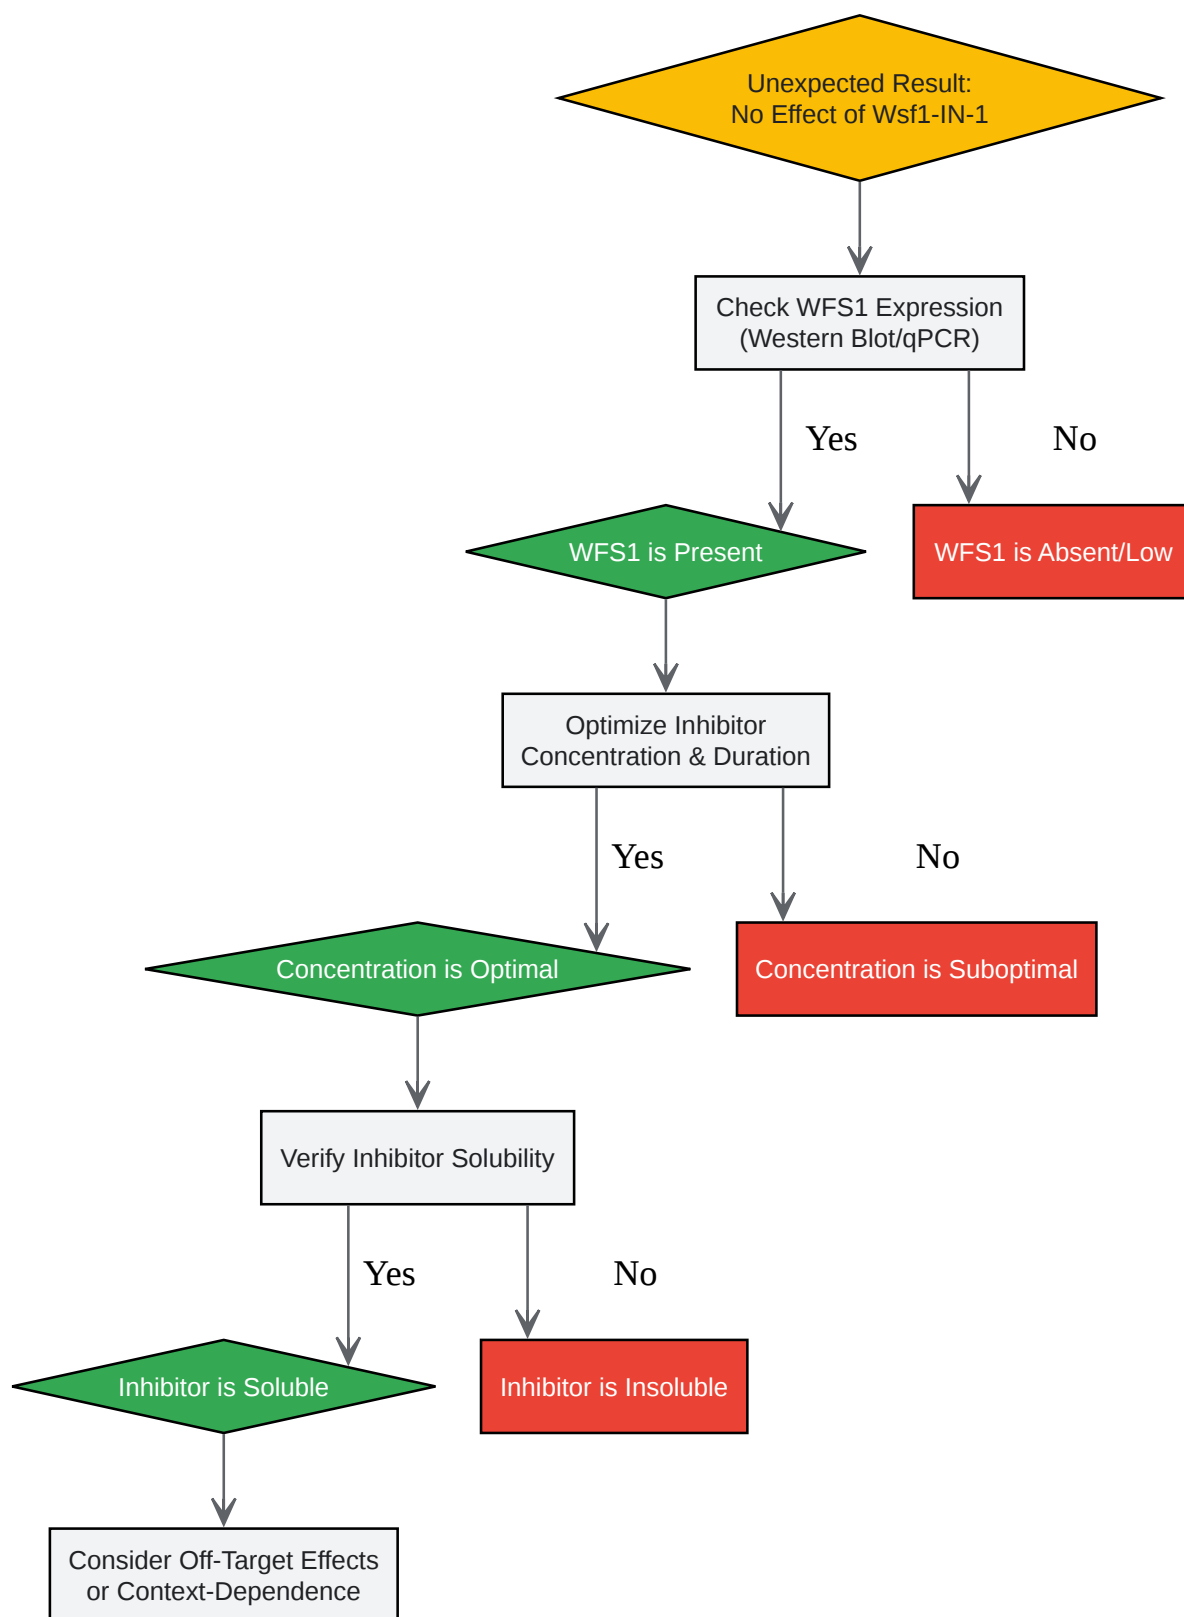 Unexpected Result:
No Effect of Wsf1-IN-1
Check WFS1 Expression
(Western Blot/qPCR)
Yes
No
WFS1 is Present
WFS1 is Absent/Low
Optimize Inhibitor
Concentration & Duration
Yes
No
Concentration is Optimal
Concentration is Suboptimal
Verify Inhibitor Solubility
Yes
No
Inhibitor is Soluble
Inhibitor is Insoluble
Consider Off-Target Effects
or Context-Dependence